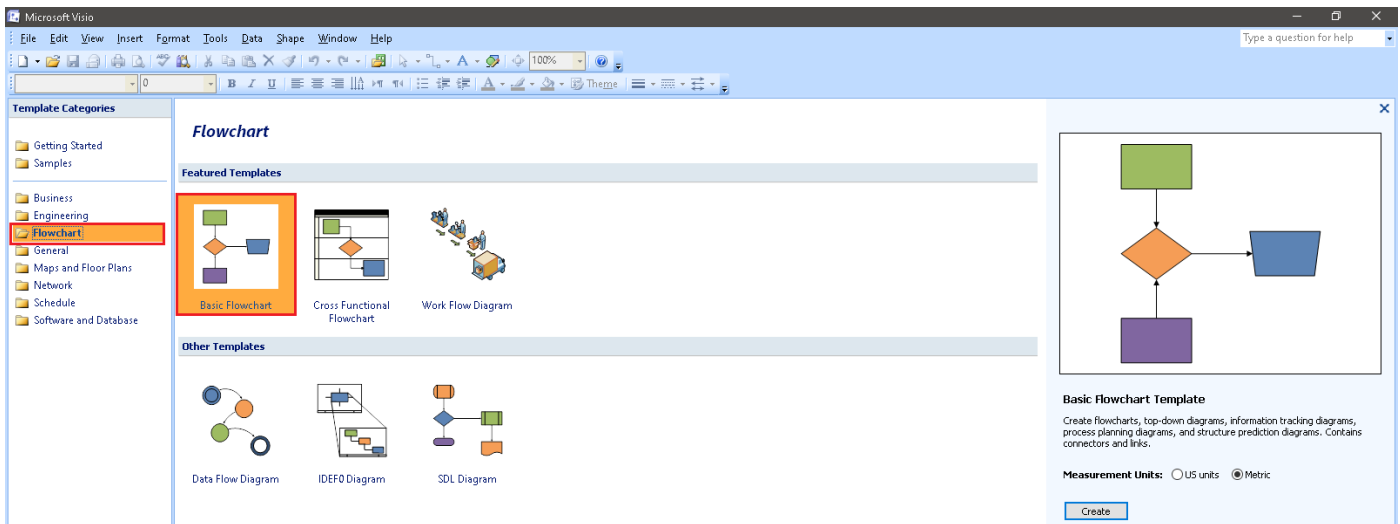 Microsoft Visio
File Edit View Insert Format Tools Data Shape Window Help
Type a question for help
100%
0
B I U
A
Theme
Template Categories
Getting Started
Samples
Business
Engineering
Flowchart
General
Maps and Floor Plans
Network
Schedule
Software and Database
Flowchart
Featured Templates
Basic Flowchart
Cross Functional
Flowchart
Work Flow Diagram
Other Templates
Data Flow Diagram
IDEF0 Diagram
SDL Diagram
Basic Flowchart Template
Create flowcharts, top-down diagrams, information tracking diagrams,
process planning diagrams, and structure prediction diagrams. Contains
connectors and links.
Measurement Units: US units Metric
Create